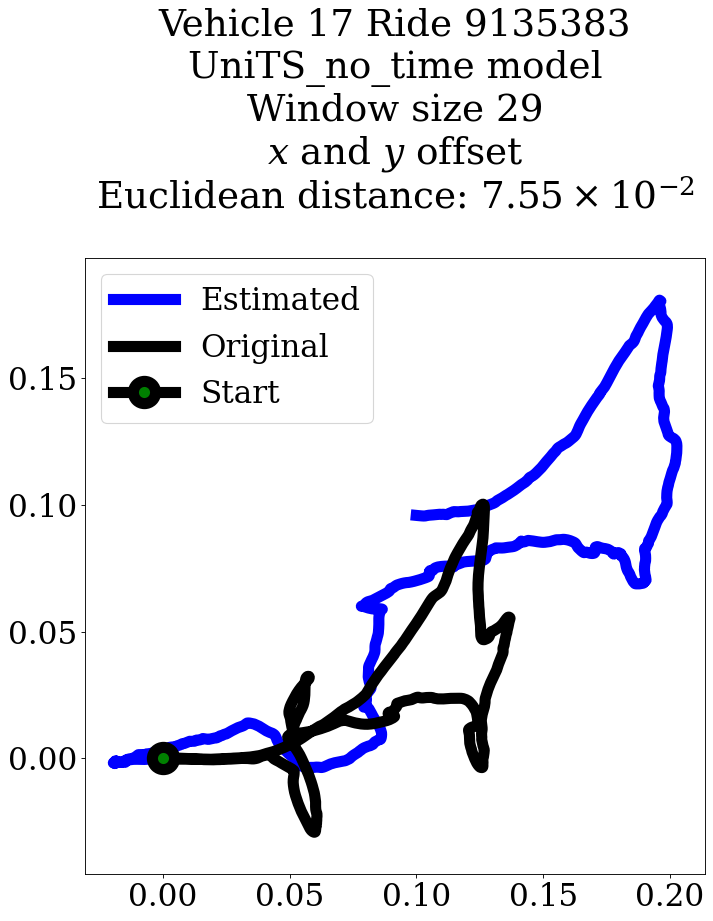 Vehicle 17 Ride 9135383
UniTS_no_time model
Window size 29
x and y offset
Euclidean distance: 7.55 × 10⁻²
Estimated
Original
Start
0.15
0.10
0.05
0.00
0.00 0.05 0.10 0.15 0.20